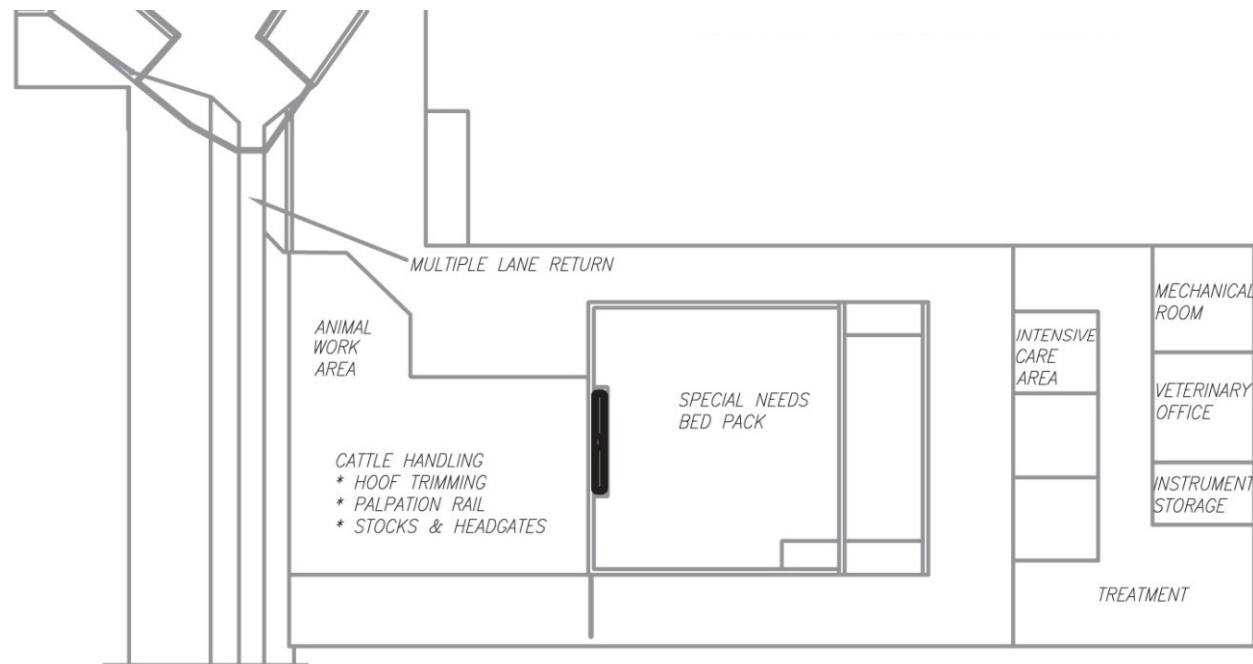 MULTIPLE LANE RETURN
ANIMAL
WORK
AREA
CATTLE HANDLING
* HOOF TRIMMING
* PALPATION RAIL
* STOCKS & HEADGATES
SPECIAL NEEDS
BED PACK
INTENSIVE
CARE
AREA
MECHANICAL
ROOM
VETERINARY
OFFICE
INSTRUMENT
STORAGE
TREATMENT